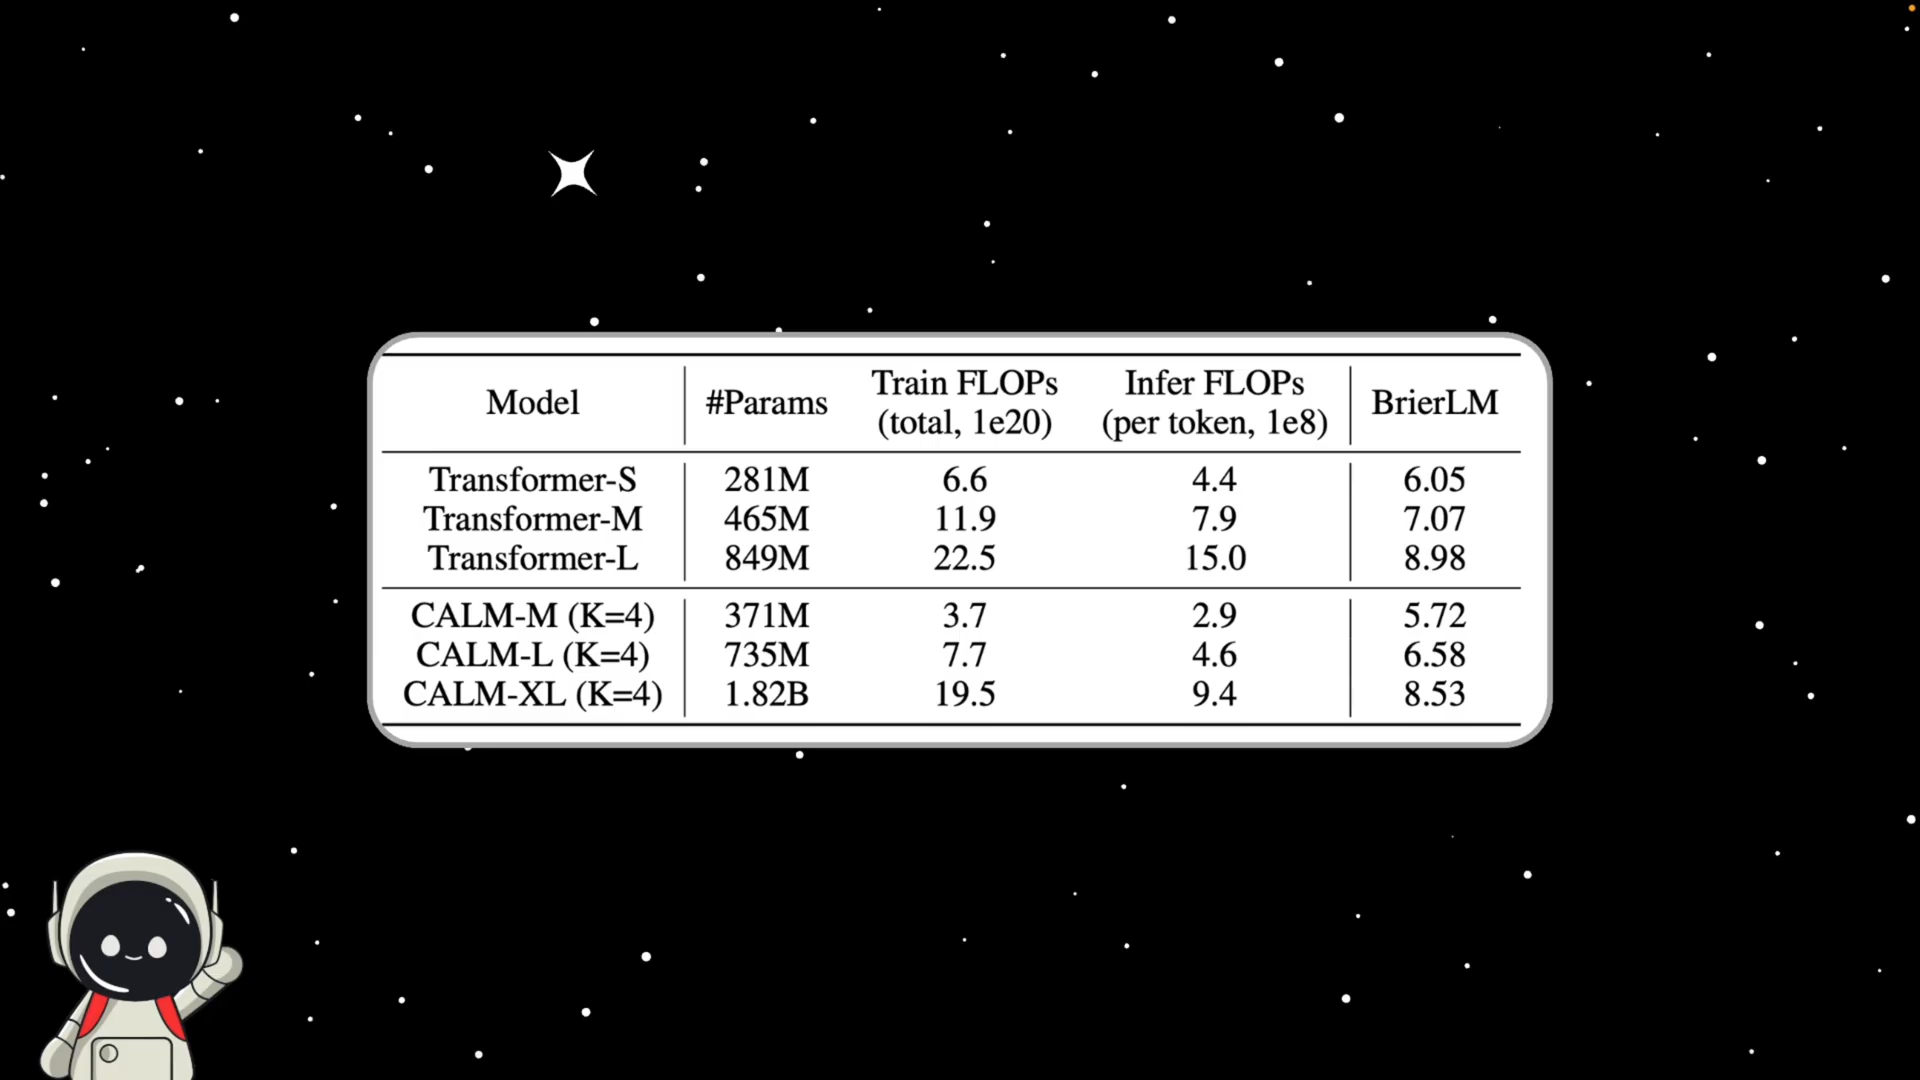 Model #Params Train FLOPs (total, 1e20) Infer FLOPs (per token, 1e8) BrierLM
Transformer-S 281M 6.6 4.4 6.05
Transformer-M 465M 11.9 7.9 7.07
Transformer-L 849M 22.5 15.0 8.98
CALM-M (K=4) 371M 3.7 2.9 5.72
CALM-L (K=4) 735M 7.7 4.6 6.58
CALM-XL (K=4) 1.82B 19.5 9.4 8.53